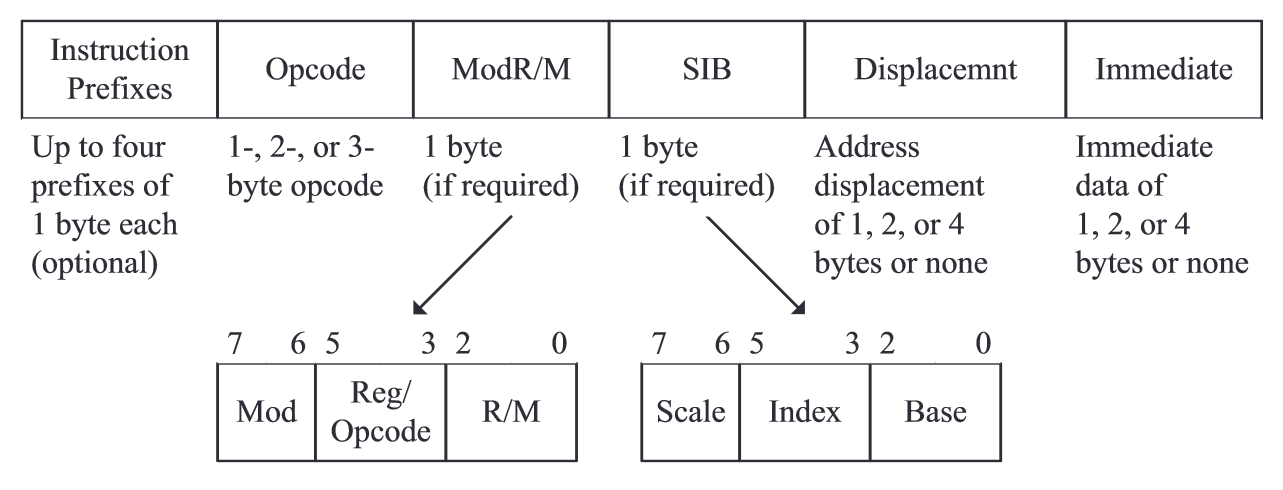 Instruction
Prefixes
Opcode
ModR/M
SIB
Displacemnt
Immediate
Up to four
prefixes of
1 byte each
(optional)
1-, 2-, or 3-
byte opcode
1 byte
(if required)
1 byte
(if required)
Address
displacement
of 1, 2, or 4
bytes or none
Immediate
data of
1, 2, or 4
bytes or none
7 6 5 3 2 0
Mod
Reg/
Opcode
R/M
7 6 5 3 2 0
Scale
Index
Base